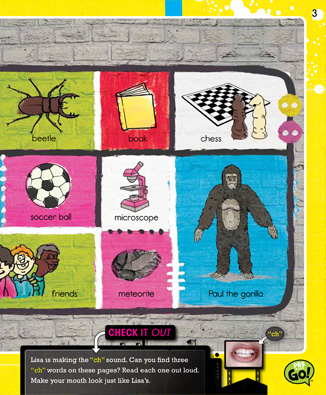 3
beetle
book
chess
soccer ball
microscope
friends
meteorite
Paul the gorilla
CHECK IT OUT
"ch"
Lisa is making the "ch" sound. Can you find three
"ch" words on these pages? Read each one out loud.
Make your mouth look just like Lisa's.
GO!